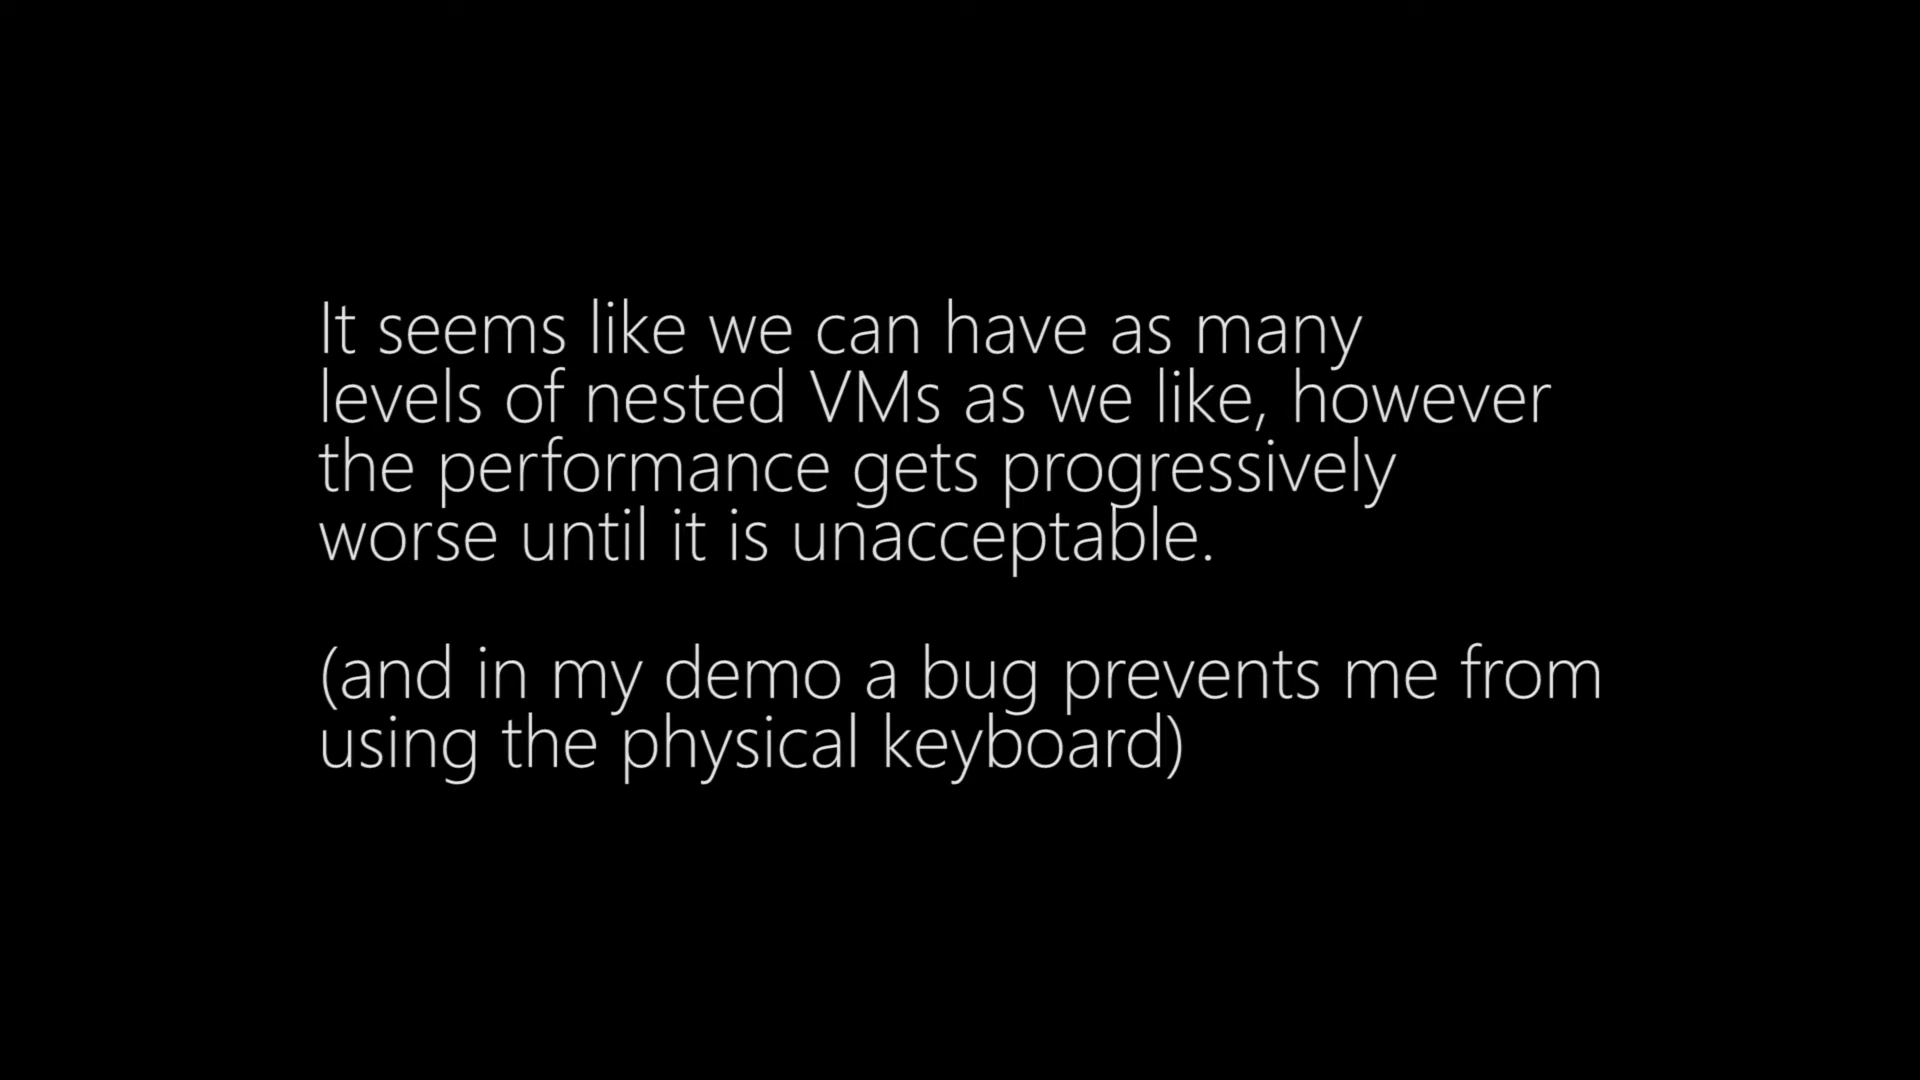 It seems like we can have as many
levels of nested VMs as we like, however
the performance gets progressively
worse until it is unacceptable.
(and in my demo a bug prevents me from
using the physical keyboard)